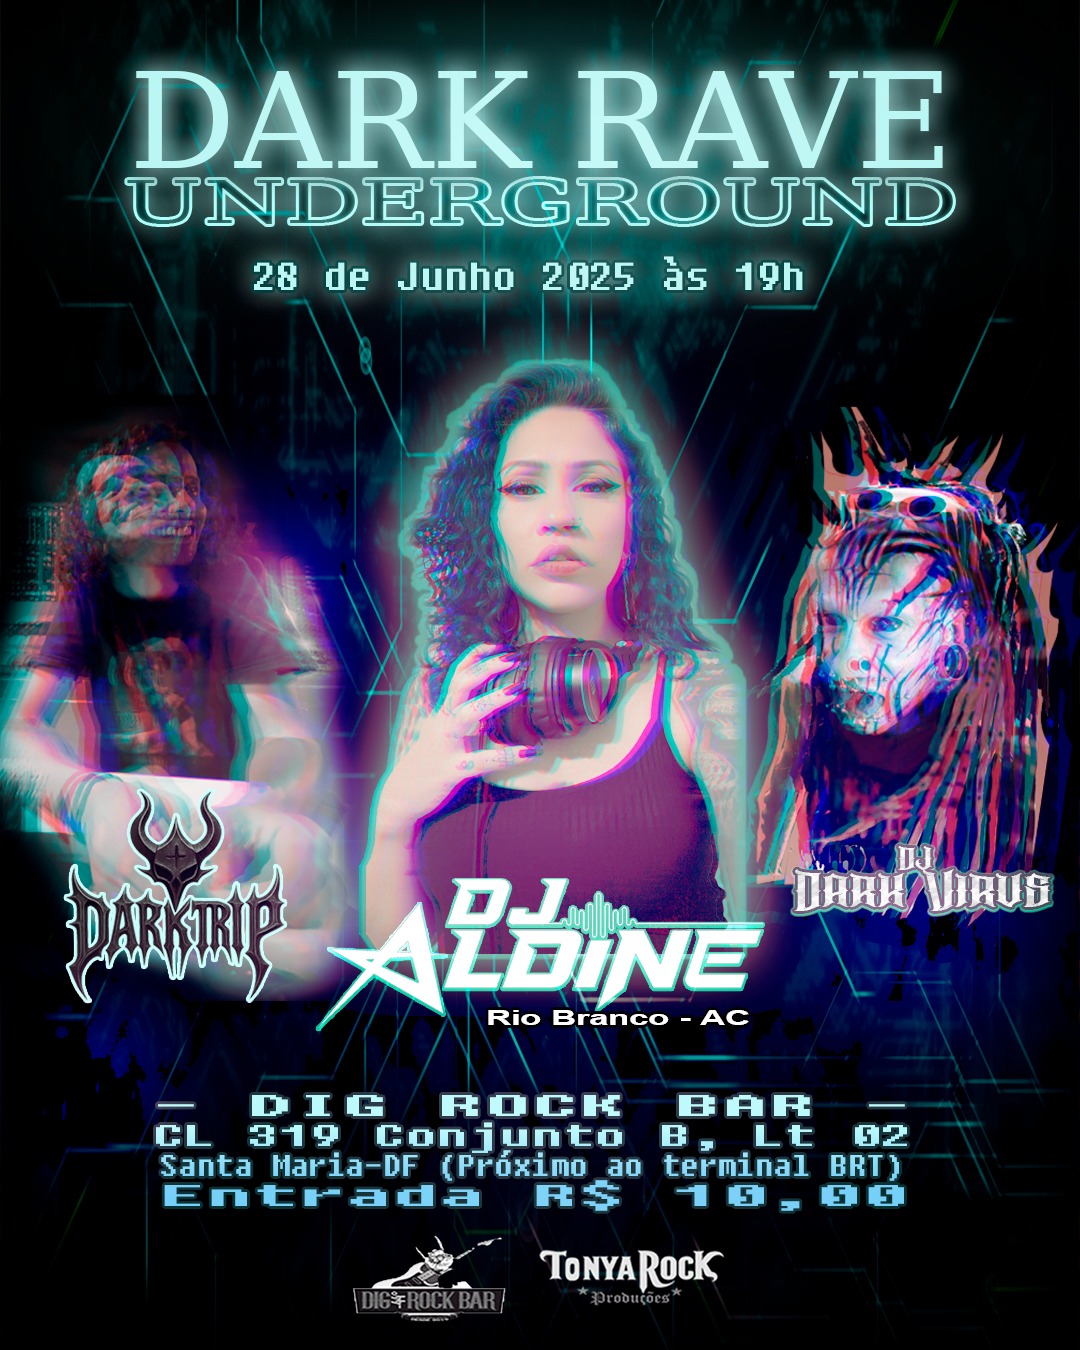 DARK RAVE
UNDERGROUND
28 de Junho 2025 às 19h
DARKTRIP
DJ
ALDINE
Rio Branco - AC
DJ
DARK VIRUS
— DIG ROCK BAR —
CL 319 Conjunto B, Lt 02
Santa Maria-DF (Próximo ao terminal BRT)
Entrada R$ 10,00
DIG ROCK BAR
TONYA ROCK
Produções